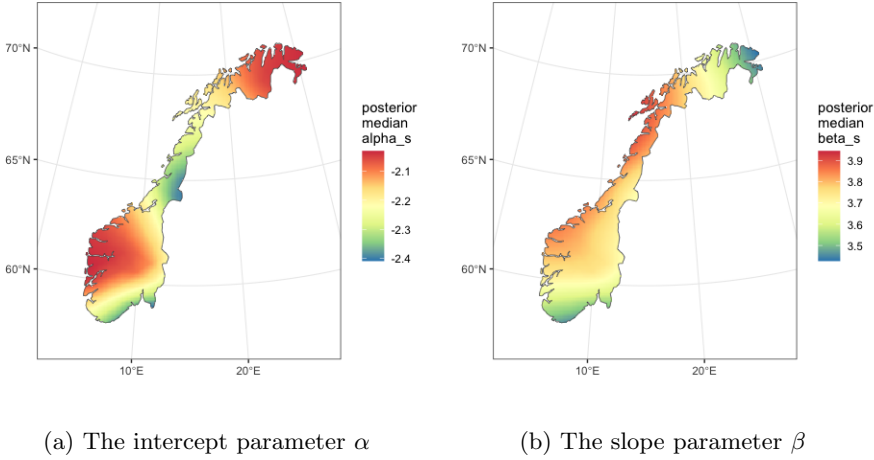 70°N
65°N
60°N
10°E
20°E
posterior
median
alpha_s
-2.1
-2.2
-2.3
-2.4
(a) The intercept parameter α
70°N
65°N
60°N
10°E
20°E
posterior
median
beta_s
3.9
3.8
3.7
3.6
3.5
(b) The slope parameter β